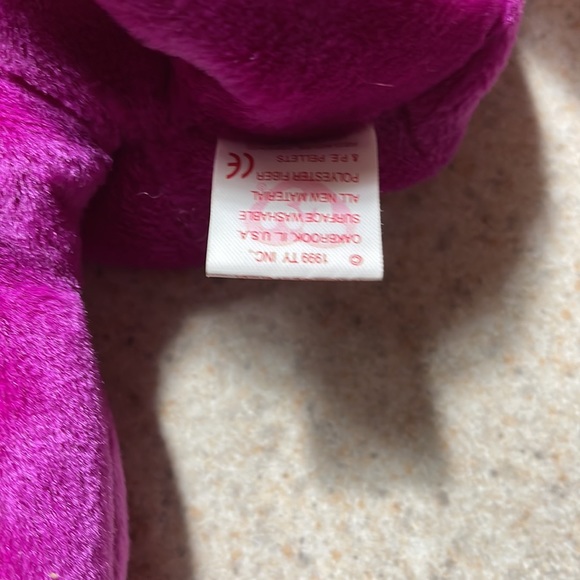 © 1999 TY INC.,
OAKBROOK, IL. U.S.A.
SURFACE WASHABLE
ALL NEW MATERIAL
POLYESTER FIBER
& P.E. PELLETS
CE